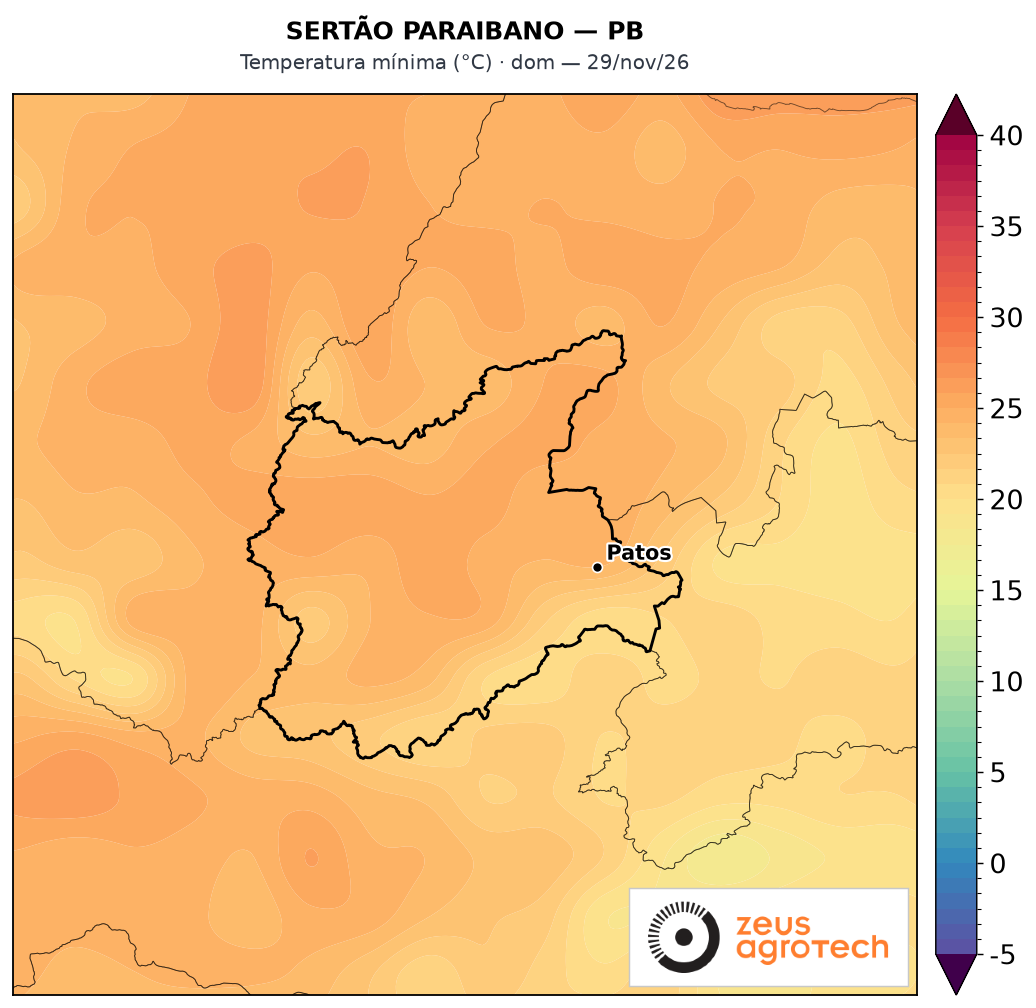 SERTÃO PARAIBANO — PB
Temperatura mínima (°C) · dom — 29/nov/26
40
35
30
25
20
15
10
5
0
-5
Patos
zeus
agrotech